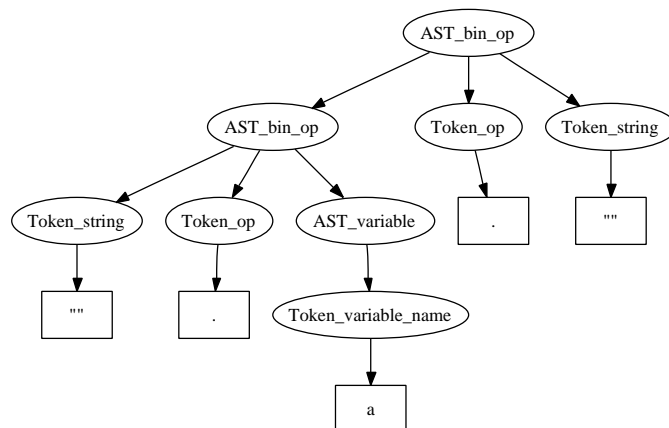 AST_bin_op
AST_bin_op Token_op Token_string
Token_string Token_op AST_variable . ""
"" . Token_variable_name
a